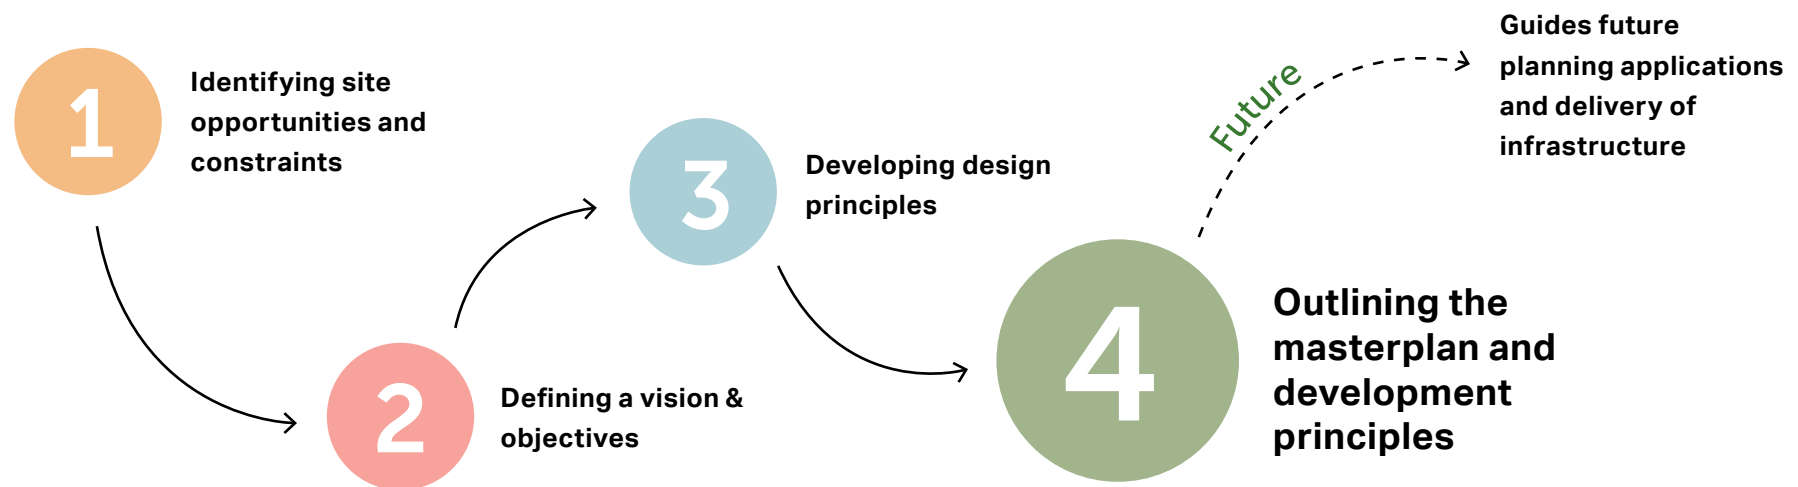 1
Identifying site
opportunities and
constraints
2
Defining a vision &
objectives
3
Developing design
principles
4
Outlining the
masterplan and
development
principles
Future
Guides future
planning applications
and delivery of
infrastructure